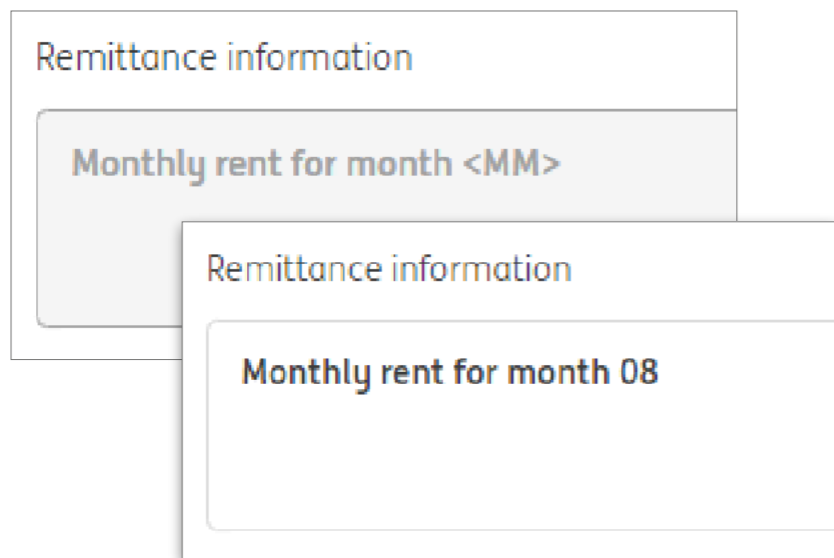 Remittance information
Monthly rent for month <MM>
Remittance information
Monthly rent for month 08